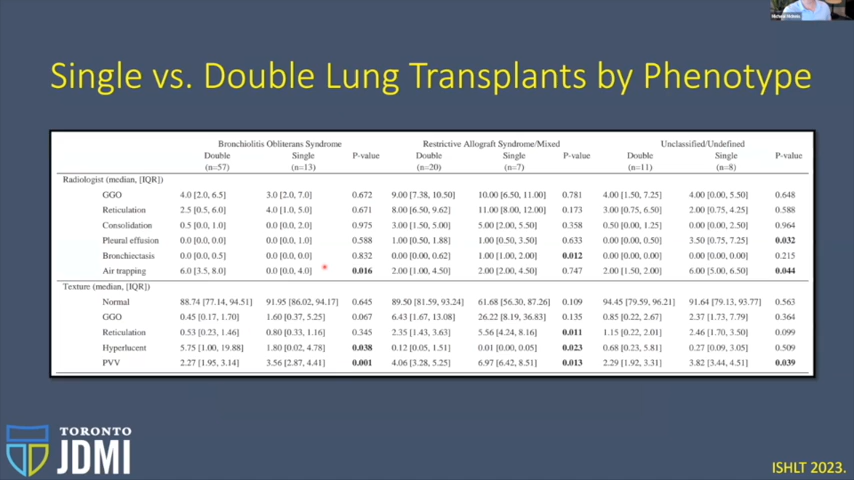 Single vs. Double Lung Transplants by Phenotype
Bronchiolitis Obliterans Syndrome Restrictive Allograft Syndrome/Mixed Unclassified/Undefined
Double Single P-value Double Single P-value Double Single P-value
(n=57) (n=13) (n=20) (n=7) (n=11) (n=8)
Radiologist (median, [IQR])
GGO 4.0 [2.0, 6.5] 3.0 [2.0, 7.0] 0.672 9.00 [7.38, 10.50] 10.00 [6.50, 11.00] 0.781 4.00 [1.50, 7.25] 4.00 [0.00, 5.50] 0.648
Reticulation 2.5 [0.5, 6.0] 4.0 [1.0, 5.0] 0.671 8.00 [6.50, 9.62] 11.00 [8.00, 12.00] 0.173 3.00 [0.75, 6.50] 2.00 [0.75, 4.25] 0.588
Consolidation 0.5 [0.0, 1.0] 0.0 [0.0, 2.0] 0.975 3.00 [1.50, 5.00] 5.00 [2.00, 5.50] 0.358 0.50 [0.00, 1.25] 0.00 [0.00, 2.50] 0.964
Pleural effusion 0.0 [0.0, 0.0] 0.0 [0.0, 1.0] 0.588 1.00 [0.50, 1.88] 1.00 [0.50, 3.50] 0.633 0.00 [0.00, 0.50] 3.50 [0.75, 7.25] 0.032
Bronchiectasis 0.0 [0.0, 0.5] 0.0 [0.0, 0.0] 0.832 0.00 [0.00, 0.62] 1.00 [1.00, 2.00] 0.012 0.00 [0.00, 0.00] 0.00 [0.00, 0.00] 0.215
Air trapping 6.0 [3.5, 8.0] 0.0 [0.0, 4.0] 0.016 2.00 [1.00, 4.50] 2.00 [2.00, 4.50] 0.747 2.00 [1.50, 2.00] 6.00 [5.00, 6.50] 0.044
Texture (median, [IQR])
Normal 88.74 [77.14, 94.51] 91.95 [86.02, 94.17] 0.645 89.50 [81.59, 93.24] 61.68 [56.30, 87.26] 0.109 94.45 [79.59, 96.21] 91.64 [79.13, 93.77] 0.563
GGO 0.45 [0.17, 1.70] 1.60 [0.37, 5.25] 0.067 6.43 [1.67, 13.08] 26.22 [8.19, 36.83] 0.135 0.85 [0.22, 2.67] 2.37 [1.73, 7.79] 0.364
Reticulation 0.53 [0.23, 1.46] 0.80 [0.33, 1.16] 0.345 2.35 [1.43, 3.63] 5.56 [4.24, 8.16] 0.011 1.15 [0.22, 2.01] 2.46 [1.70, 3.50] 0.099
Hyperlucent 5.75 [1.00, 19.88] 1.80 [0.02, 4.78] 0.038 0.12 [0.05, 1.51] 0.01 [0.00, 0.05] 0.023 0.68 [0.23, 5.81] 0.27 [0.09, 3.05] 0.509
PVV 2.27 [1.95, 3.14] 3.56 [2.87, 4.41] 0.001 4.06 [3.28, 5.25] 6.97 [6.42, 8.51] 0.013 2.29 [1.92, 3.31] 3.82 [3.44, 4.51] 0.039
TORONTO
JDMI
ISHLT 2023.